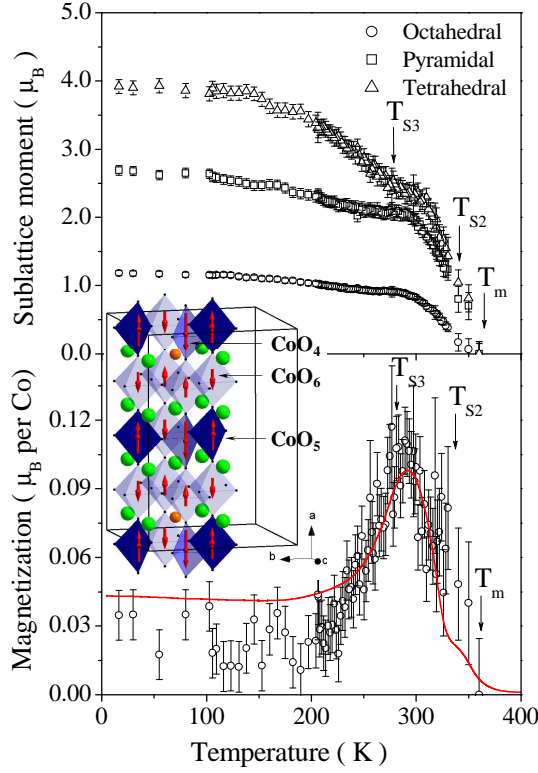 Octahedral
Pyramidal
Tetrahedral
Sublattice moment ( μB )
5.0
4.0
3.0
2.0
1.0
0.0
TS3
TS2
Tm
CoO4
CoO6
CoO5
a
b
c
TS3
TS2
Tm
Magnetization ( μB per Co)
0.12
0.09
0.06
0.03
0.00
0 100 200 300 400
Temperature ( K )